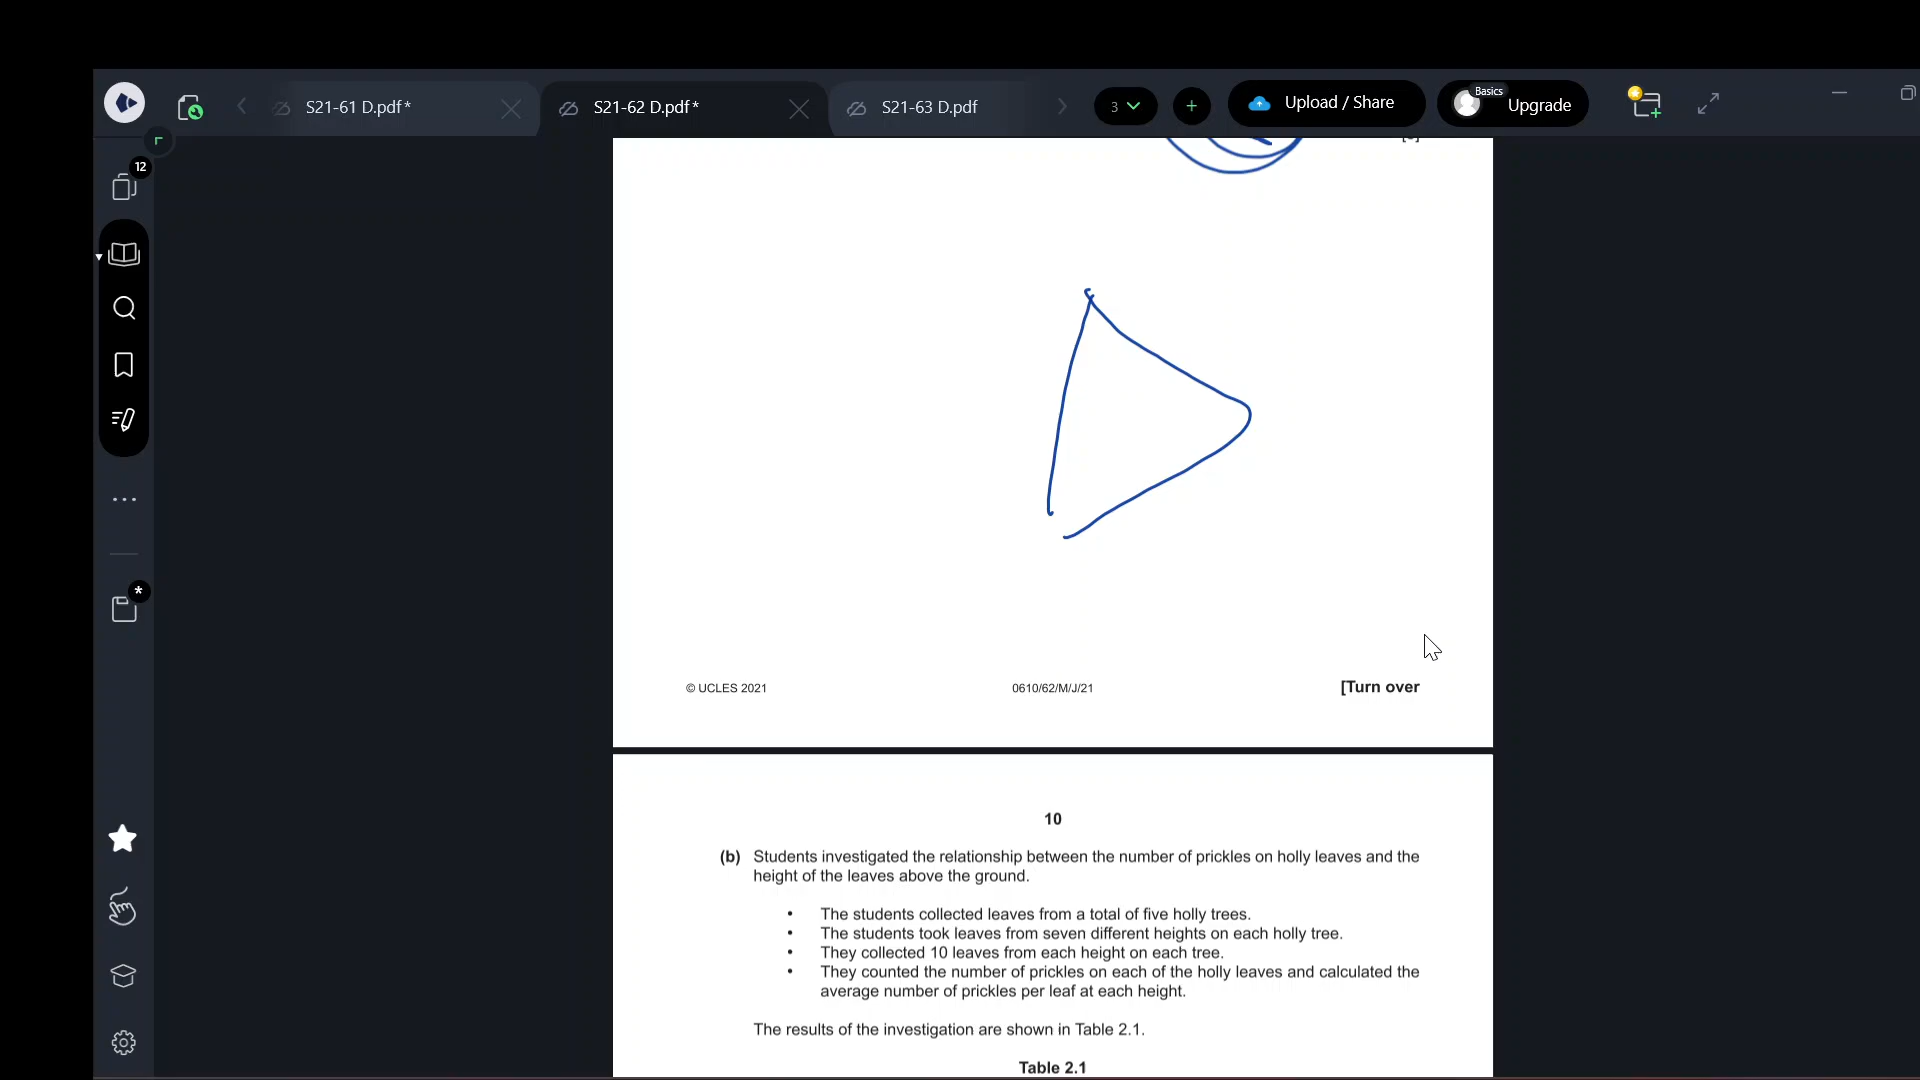 S21-61 D.pdf*
S21-62 D.pdf*
S21-63 D.pdf
3
+
Upload / Share
Basics
Upgrade
12
*
© UCLES 2021
0610/62/M/J/21
[Turn over
10
(b) Students investigated the relationship between the number of prickles on holly leaves and the
height of the leaves above the ground.
• The students collected leaves from a total of five holly trees.
• The students took leaves from seven different heights on each holly tree.
• They collected 10 leaves from each height on each tree.
• They counted the number of prickles on each of the holly leaves and calculated the
average number of prickles per leaf at each height.
The results of the investigation are shown in Table 2.1.
Table 2.1